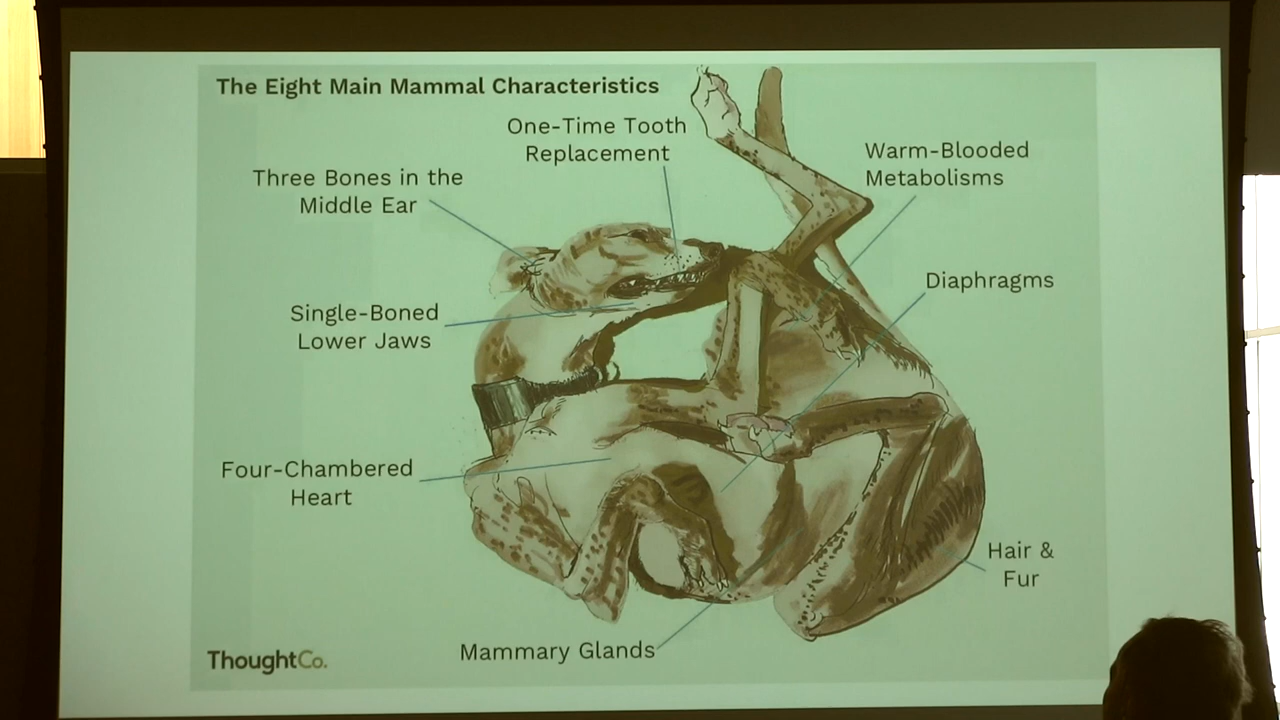 The Eight Main Mammal Characteristics
One-Time Tooth
Replacement
Warm-Blooded
Metabolisms
Three Bones in the
Middle Ear
Diaphragms
Single-Boned
Lower Jaws
Four-Chambered
Heart
Hair &
Fur
Mammary Glands
ThoughtCo.